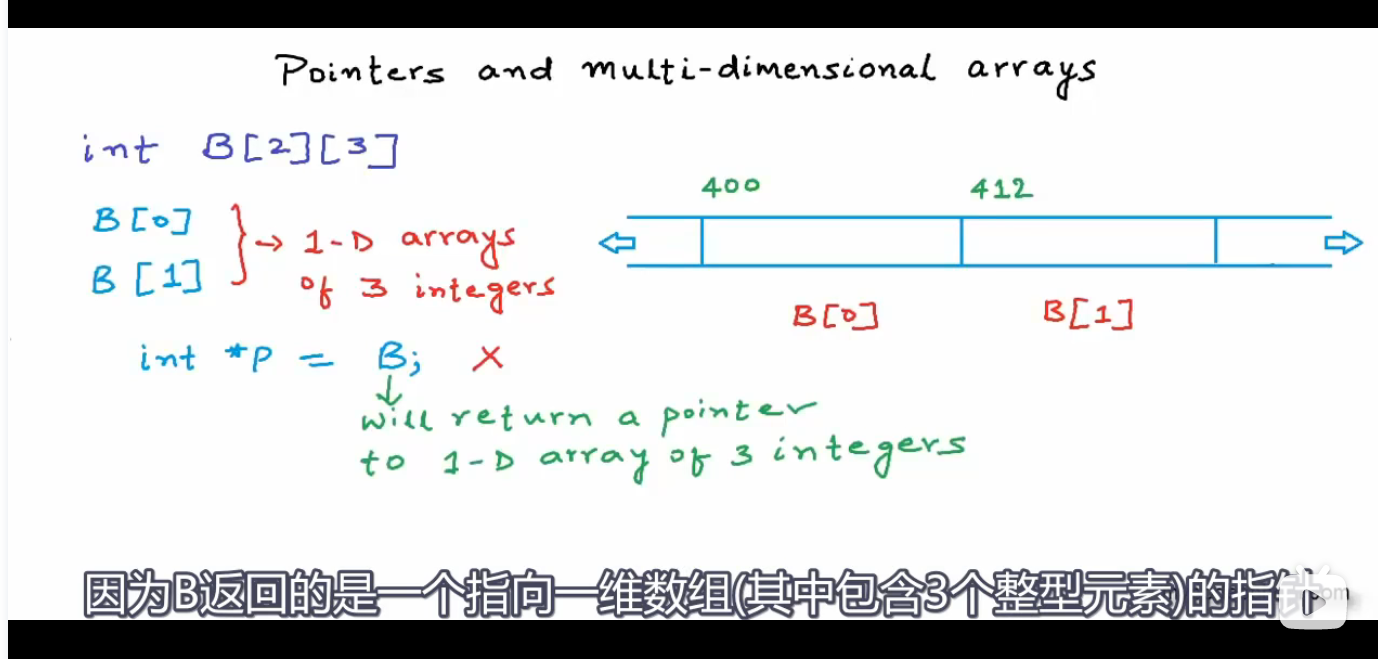 Pointers and multi-dimensional arrays
int B[2][3]
400 412
B[0]
B[1]
→ 1-D arrays
of 3 integers
B[0] B[1]
int *P = B; X
↓
will return a pointer
to 1-D array of 3 integers
因为B返回的是一个指向一维数组(其中包含3个整型元素)的指针